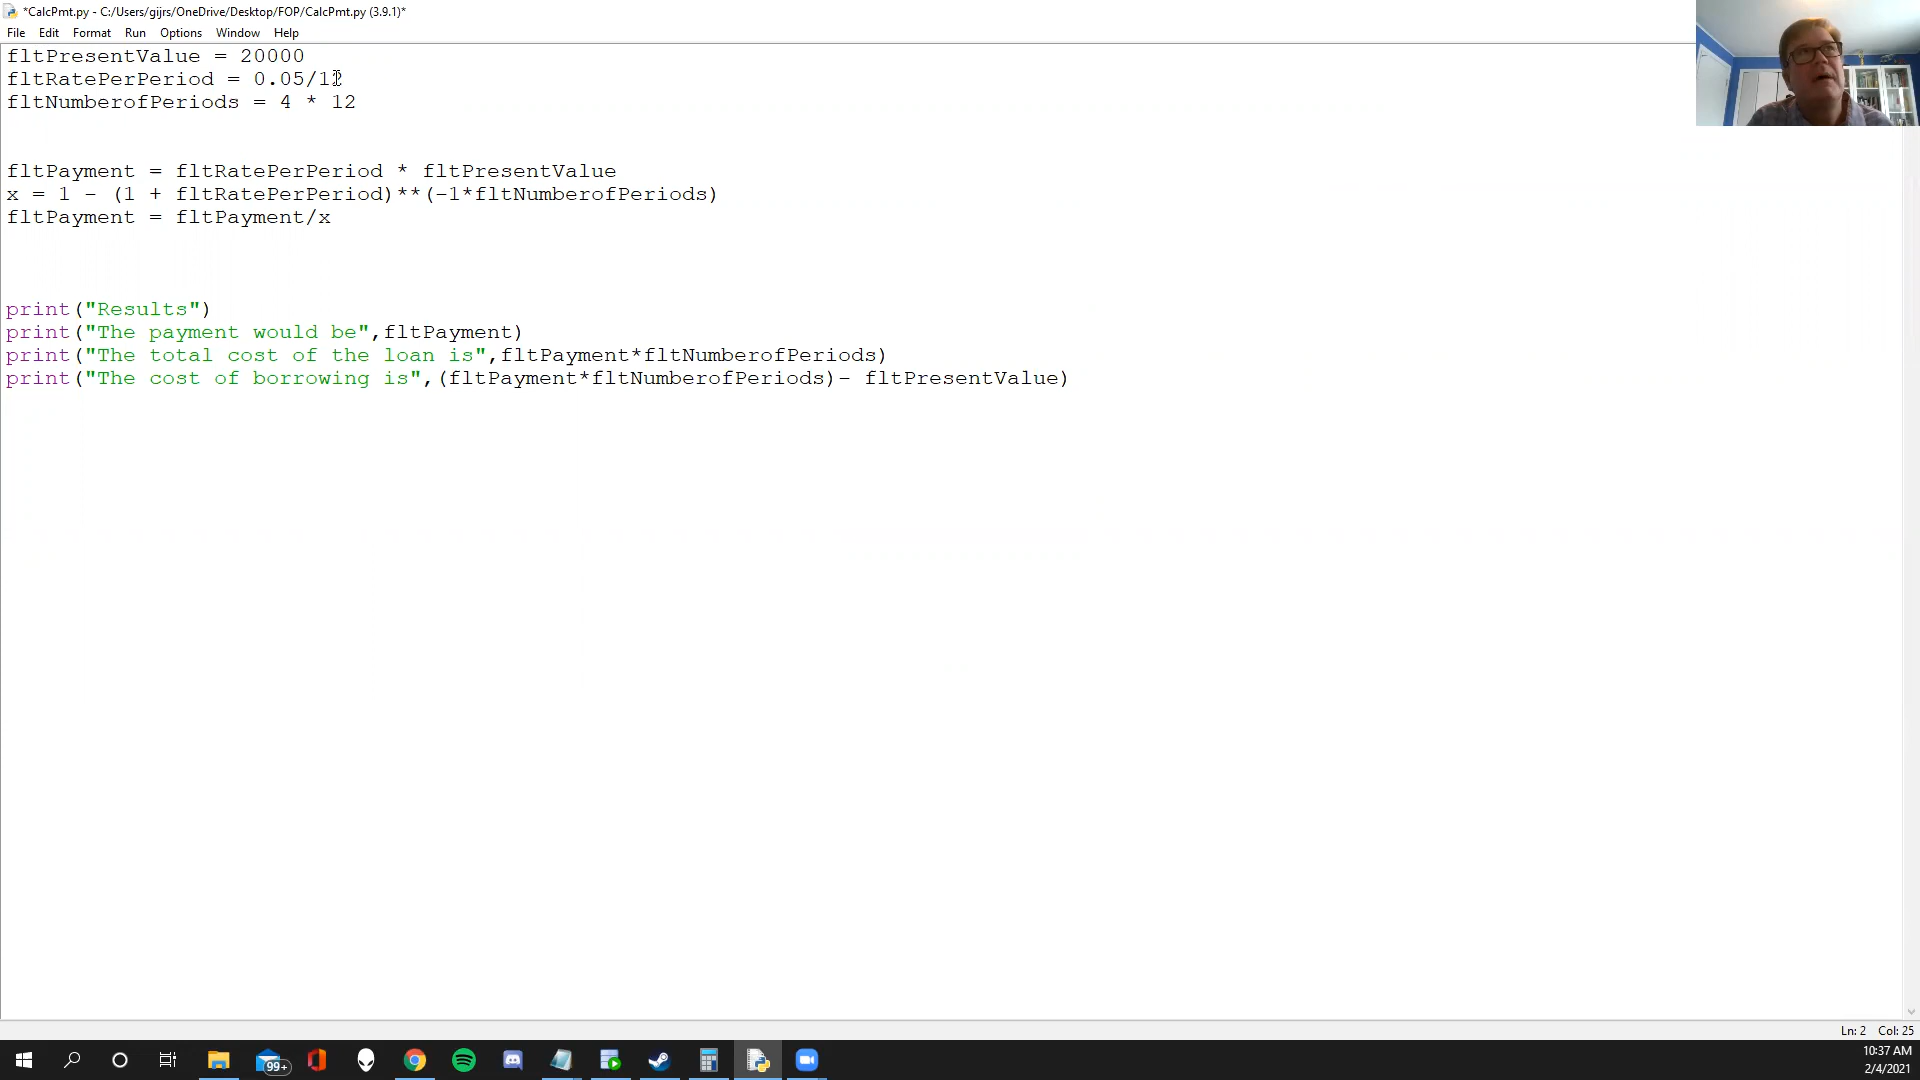 *CalcPmt.py - C:/Users/gijrs/OneDrive/Desktop/FOP/CalcPmt.py (3.9.1)*
File Edit Format Run Options Window Help
fltPresentValue = 20000
fltRatePerPeriod = 0.05/12
fltNumberofPeriods = 4 * 12
fltPayment = fltRatePerPeriod * fltPresentValue
x = 1 - (1 + fltRatePerPeriod)**(-1*fltNumberofPeriods)
fltPayment = fltPayment/x
print("Results")
print("The payment would be",fltPayment)
print("The total cost of the loan is",fltPayment*fltNumberofPeriods)
print("The cost of borrowing is",(fltPayment*fltNumberofPeriods)- fltPresentValue)
Ln: 2 Col: 25
99+
10:37 AM
2/4/2021